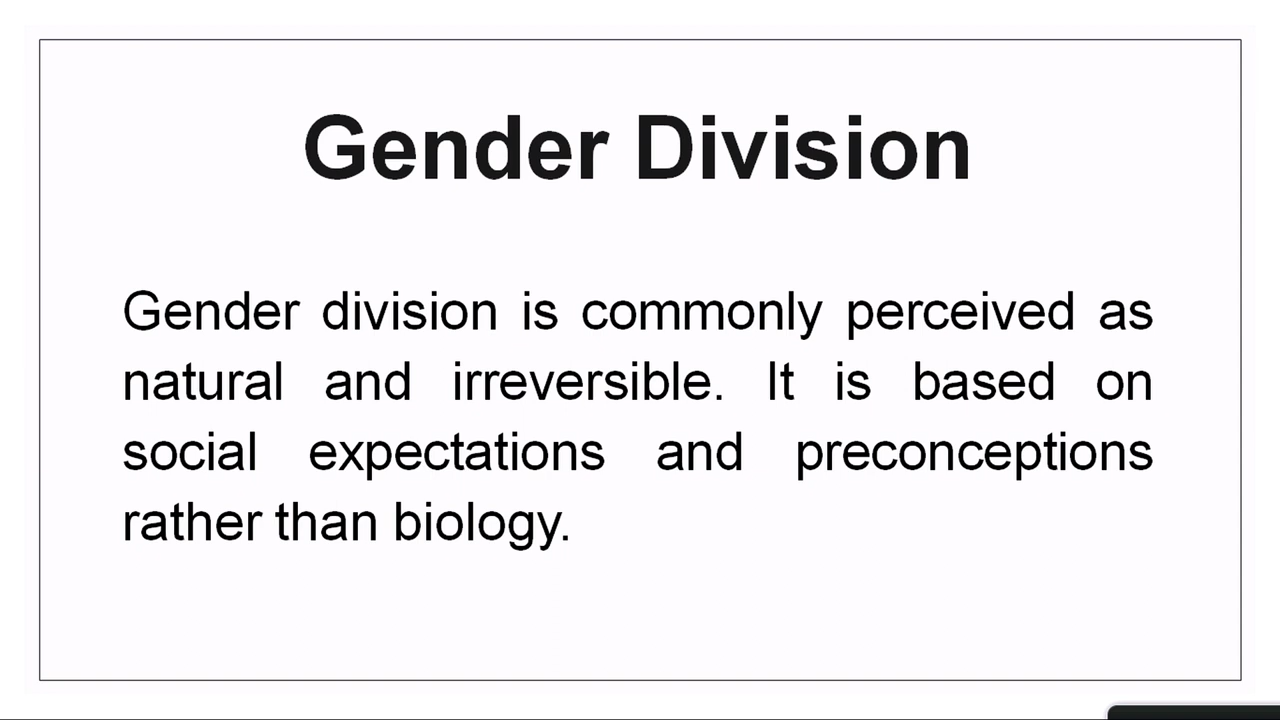 Gender Division
Gender division is commonly perceived as
natural and irreversible. It is based on
social expectations and preconceptions
rather than biology.